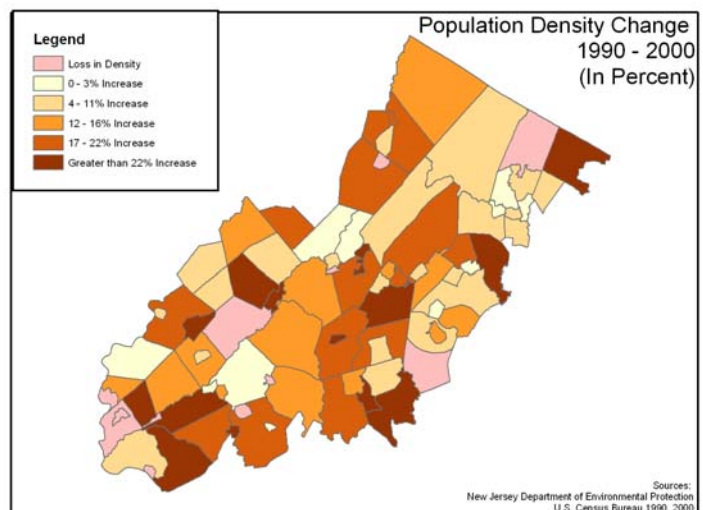 Population Density Change
1990 - 2000
(In Percent)
Legend
Loss in Density
0 - 3% Increase
4 - 11% Increase
12 - 16% Increase
17 - 22% Increase
Greater than 22% Increase
Sources:
New Jersey Department of Environmental Protection
U.S. Census Bureau 1990, 2000